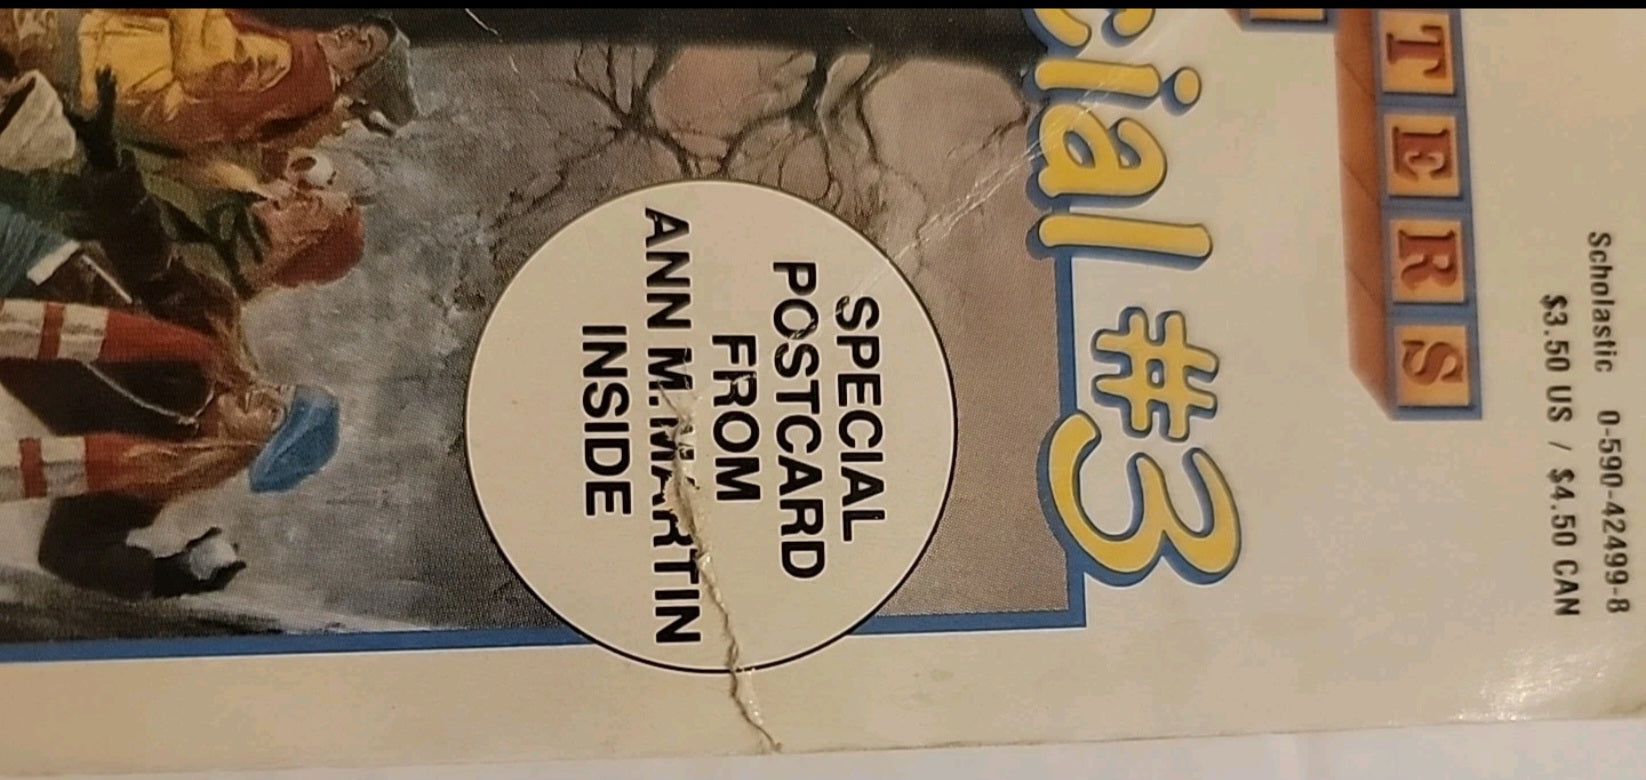 Scholastic 0-590-42499-8
$3.50 US / $4.50 CAN
TERS
cial #3
SPECIAL
POSTCARD
FROM
ANN M. MARTIN
INSIDE